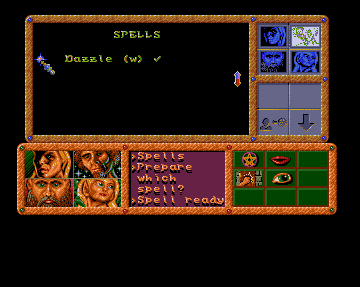 SPELLS
Dazzle (w) ✓
>Spells
>Prepare
which
spell?
>Spell ready